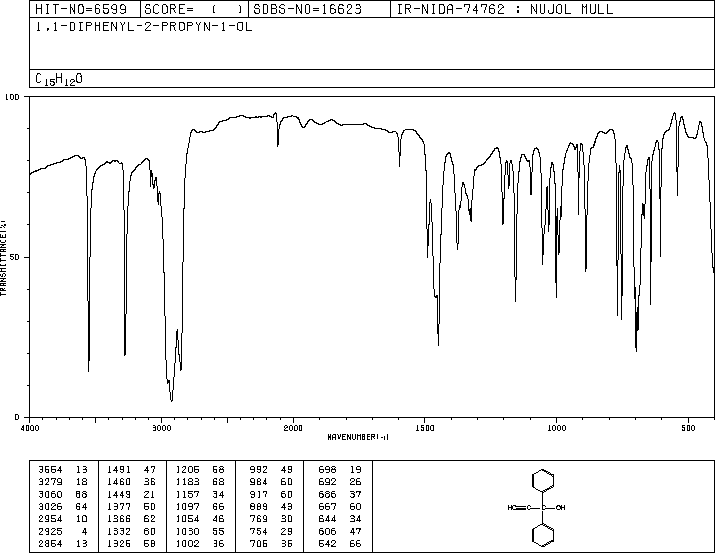 HIT-NO=6599 SCORE= ( ) SDBS-NO=16623 IR-NIDA-74762 : NUJOL MULL
1,1-DIPHENYL-2-PROPYN-1-OL
C15H12O
100
50
0
TRANSMITTANCE(%)
4000 3000 2000 1500 1000 500
WAVENUMBER(-1)
3554 13 1491 47 1206 68 992 49 698 19
3279 18 1460 36 1183 68 984 60 692 26
3060 68 1449 21 1157 34 917 60 686 37
3026 64 1377 50 1097 66 889 43 667 60
2954 10 1366 62 1054 46 769 30 644 34
2925 4 1332 60 1030 55 754 29 606 47
2854 13 1326 58 1002 36 706 36 542 66
HC C C OH